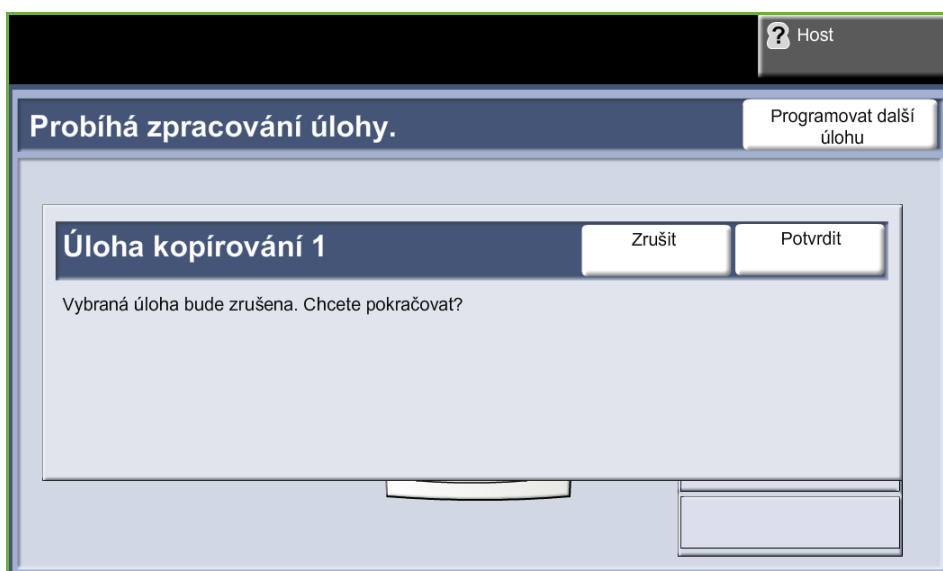 Host
Probíhá zpracování úlohy.
Programovat další
úlohu
Úloha kopírování 1
Zrušit
Potvrdit
Vybraná úloha bude zrušena. Chcete pokračovat?